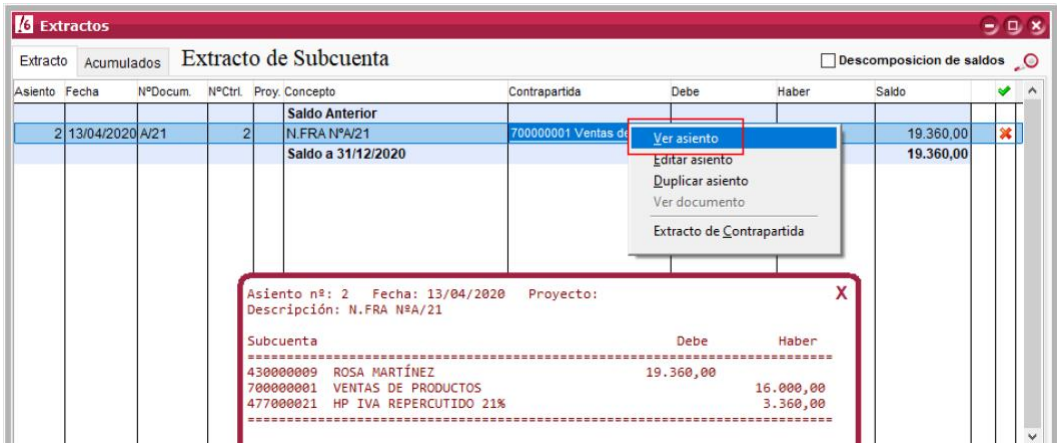 Extractos
Extracto Acumulados Extracto de Subcuenta Descomposicion de saldos
Asiento Fecha NºDocum. NºCtrl. Proy. Concepto Contrapartida Debe Haber Saldo
Saldo Anterior
2 13/04/2020 A/21 2 N.FRA NºA/21 700000001 Ventas de 19.360,00
Saldo a 31/12/2020 19.360,00
Ver asiento
Editar asiento
Duplicar asiento
Ver documento
Extracto de Contrapartida
Asiento nº: 2 Fecha: 13/04/2020 Proyecto: X
Descripción: N.FRA NºA/21
Subcuenta Debe Haber
430000009 ROSA MARTÍNEZ 19.360,00
700000001 VENTAS DE PRODUCTOS 16.000,00
477000021 HP IVA REPERCUTIDO 21% 3.360,00